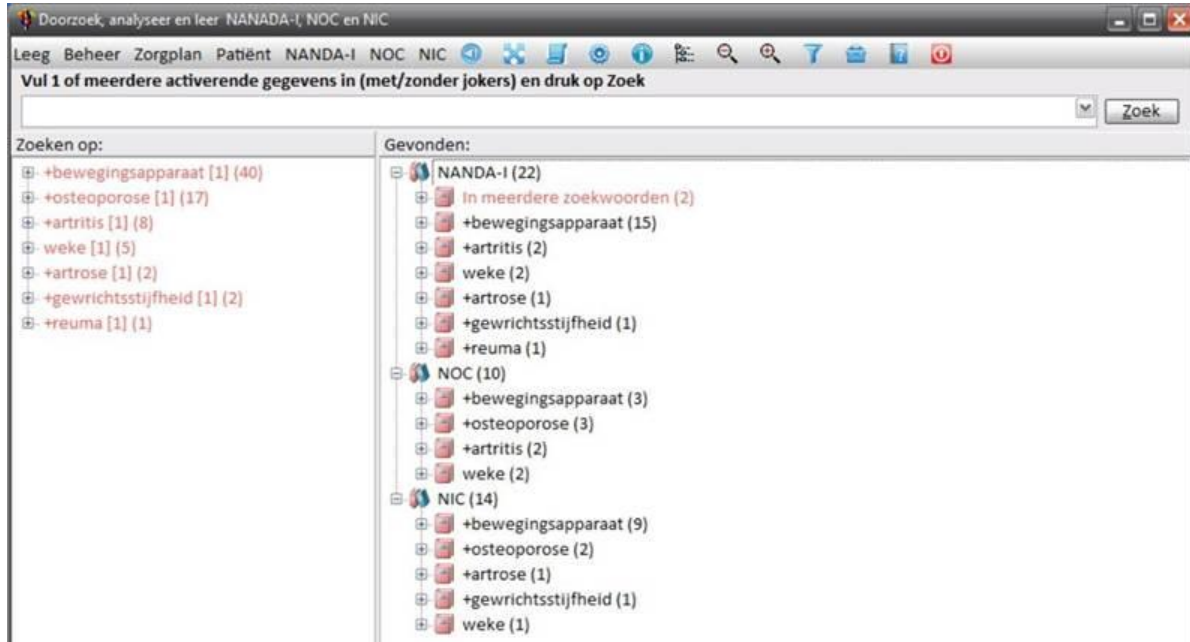 Doorzoek, analyseer en leer NANADA-I, NOC en NIC
Leeg Beheer Zorgplan Patiënt NANDA-I NOC NIC
Vul 1 of meerdere activerende gegevens in (met/zonder jokers) en druk op Zoek
Zoek
Zoeken op:
+bewegingsapparaat [1] (40)
+osteoporose [1] (17)
+artritis [1] (8)
weke [1] (5)
+artrose [1] (2)
+gewrichtsstijfheid [1] (2)
+reuma [1] (1)
Gevonden:
NANDA-I (22)
In meerdere zoekwoorden (2)
+bewegingsapparaat (15)
+artritis (2)
weke (2)
+artrose (1)
+gewrichtsstijfheid (1)
+reuma (1)
NOC (10)
+bewegingsapparaat (3)
+osteoporose (3)
+artritis (2)
weke (2)
NIC (14)
+bewegingsapparaat (9)
+osteoporose (2)
+artrose (1)
+gewrichtsstijfheid (1)
weke (1)